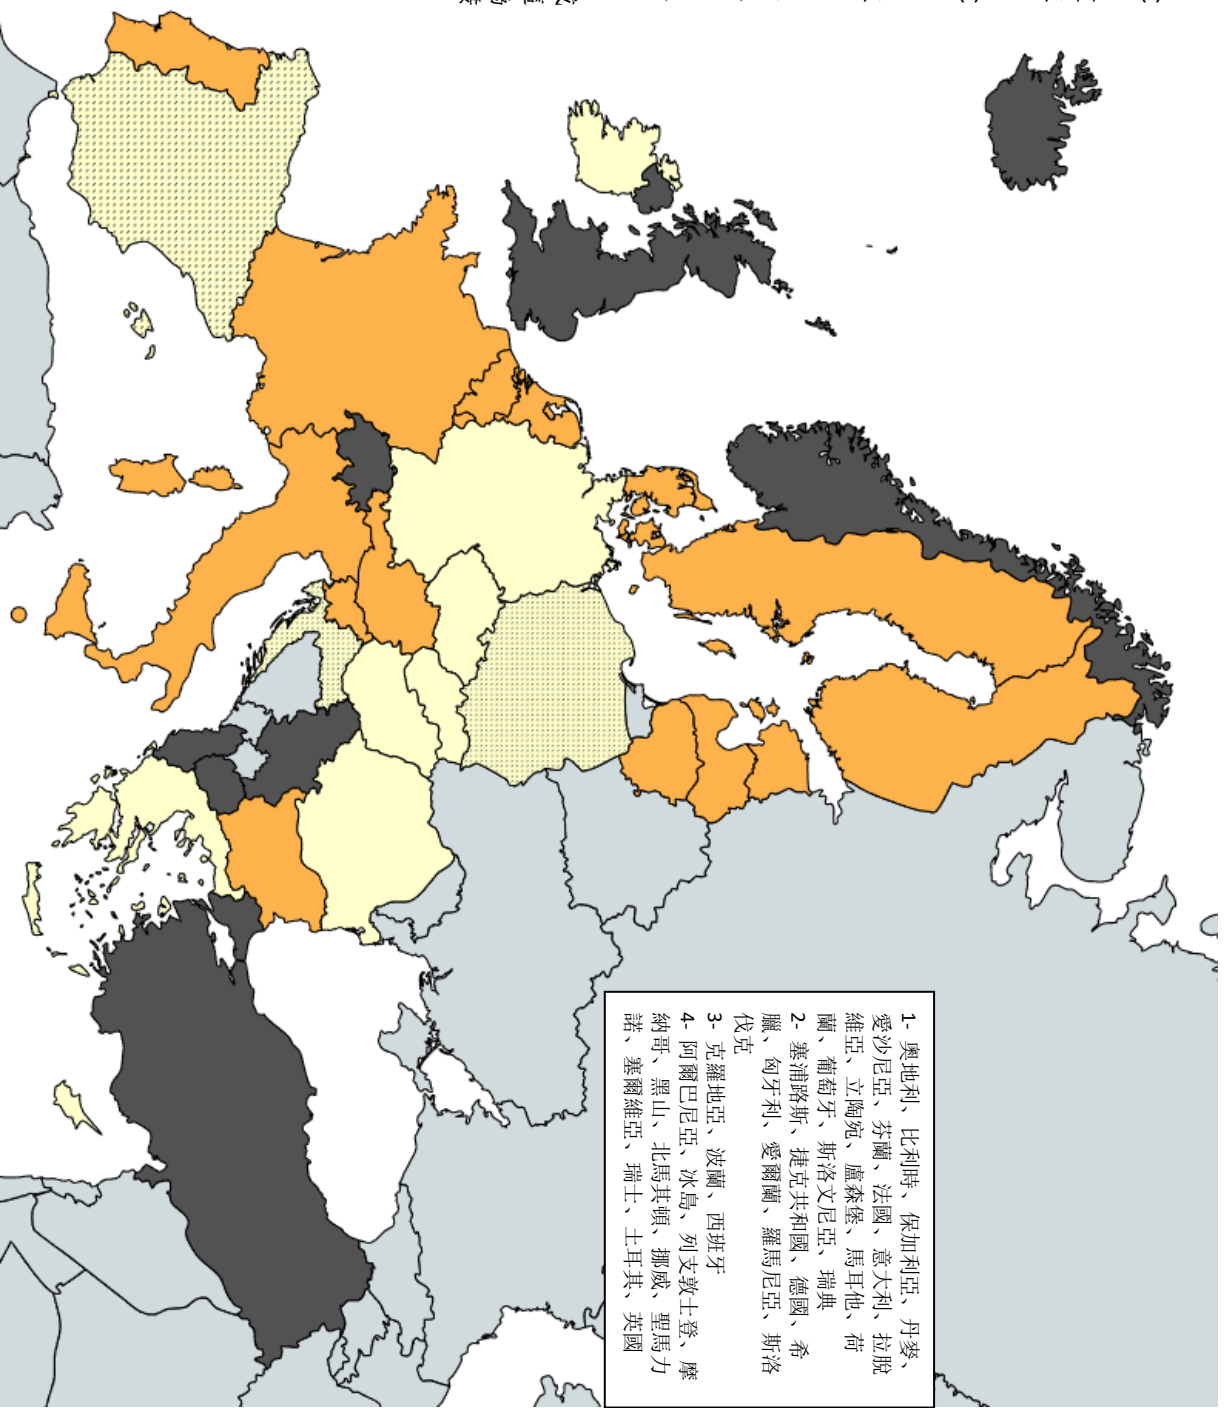 1- 奧地利、比利時、保加利亞、丹麥、
愛沙尼亞、芬蘭、法國、意大利、拉脫
維亞、立陶宛、盧森堡、馬耳他、荷
蘭、葡萄牙、斯洛文尼亞、瑞典
2- 塞浦路斯、捷克共和國、德國、希
臘、匈牙利、愛爾蘭、羅馬尼亞、斯洛
伐克
3- 克羅地亞、波蘭、西班牙
4- 阿爾巴尼亞、冰島、列支敦士登、摩
納哥、黑山、北馬其頓、挪威、聖馬力
諾、塞爾維亞、瑞士、土耳其、英國